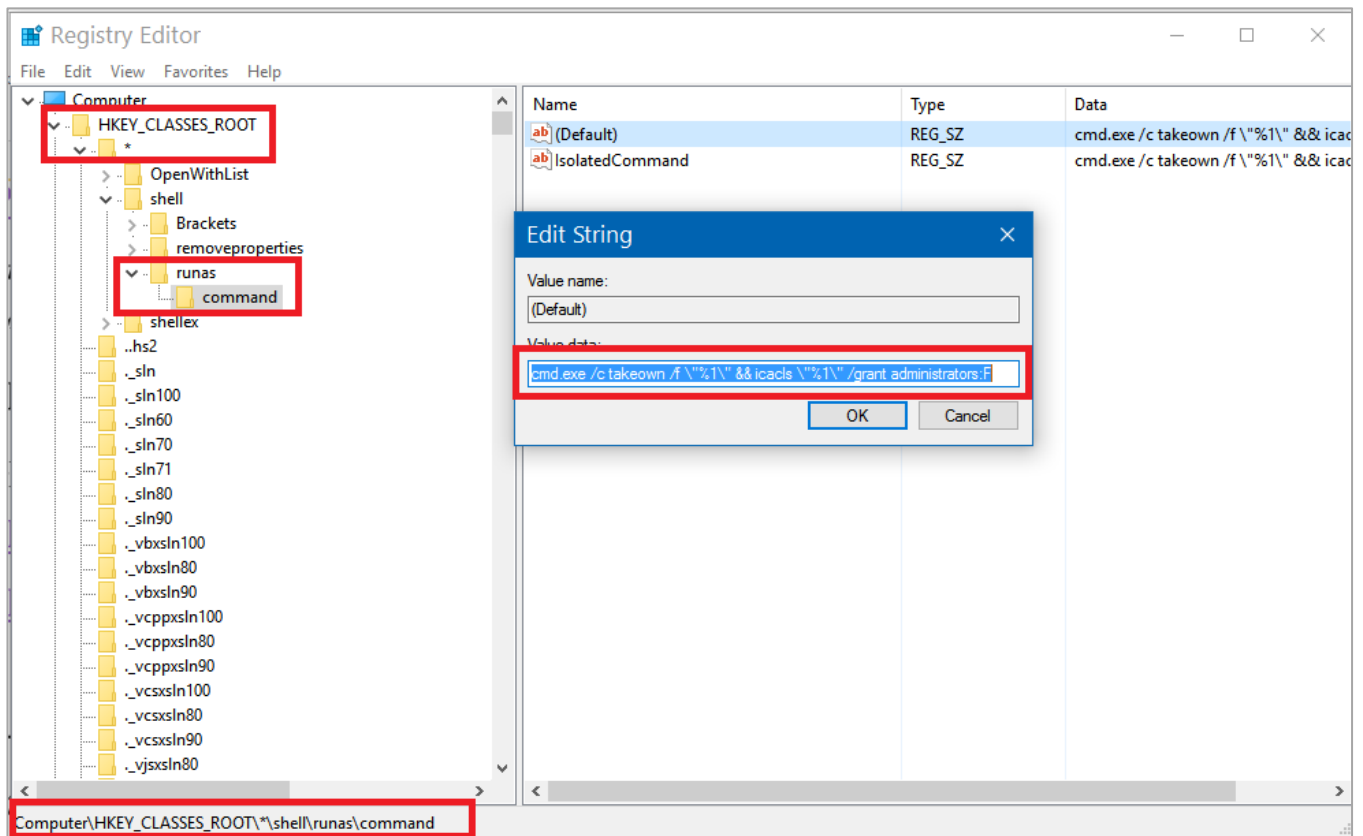 Registry Editor
File Edit View Favorites Help
Computer
HKEY_CLASSES_ROOT
*
OpenWithList
shell
Brackets
removeproperties
runas
command
shellex
..hs2
._sln
._sln100
._sln60
._sln70
._sln71
._sln80
._sln90
._vbxsln100
._vbxsln80
._vbxsln90
._vcppxsln100
._vcppxsln80
._vcppxsln90
._vcsxsln100
._vcsxsln80
._vcsxsln90
._vjsxsln80
Name Type Data
(Default) REG_SZ cmd.exe /c takeown /f \"%1\" && icac
IsolatedCommand REG_SZ cmd.exe /c takeown /f \"%1\" && icac
Edit String
Value name:
(Default)
Value data:
cmd.exe /c takeown /f \"%1\" && icacls \"%1\" /grant administrators:F
OK Cancel
Computer\HKEY_CLASSES_ROOT\*\shell\runas\command